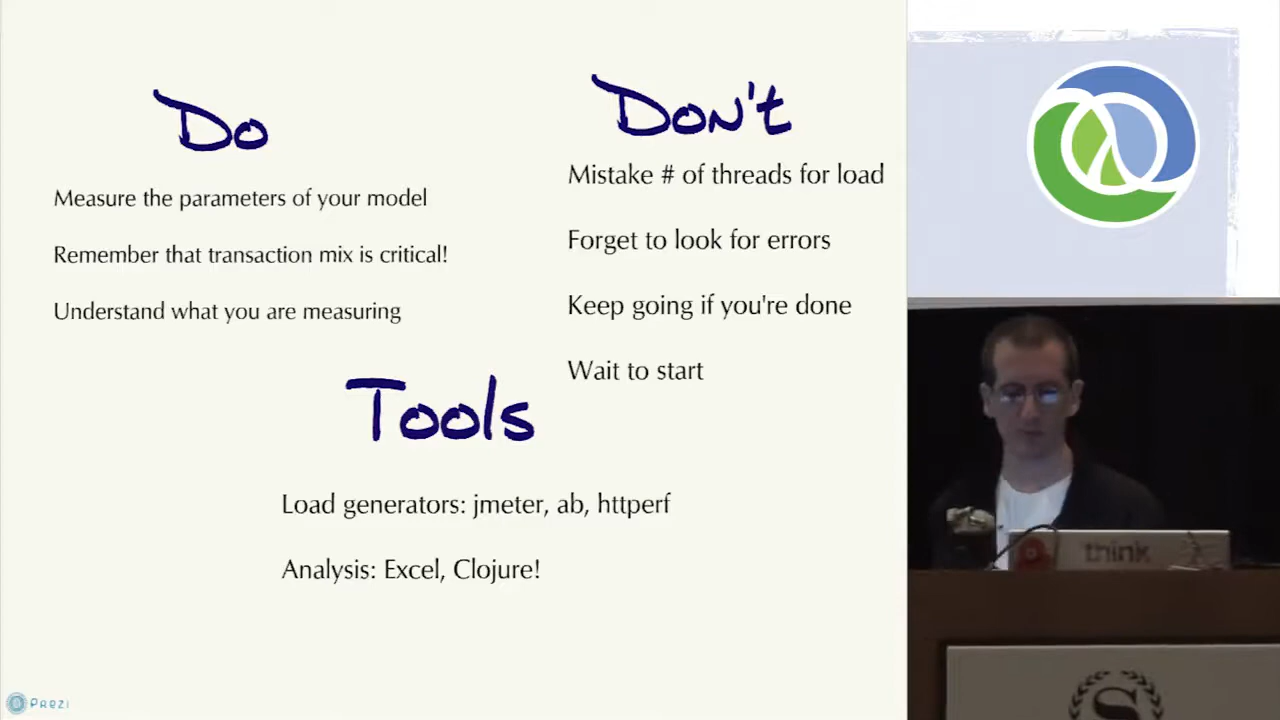 Do
Measure the parameters of your model
Remember that transaction mix is critical!
Understand what you are measuring
Don't
Mistake # of threads for load
Forget to look for errors
Keep going if you're done
Wait to start
Tools
Load generators: jmeter, ab, httperf
Analysis: Excel, Clojure!
Prezi
think
S